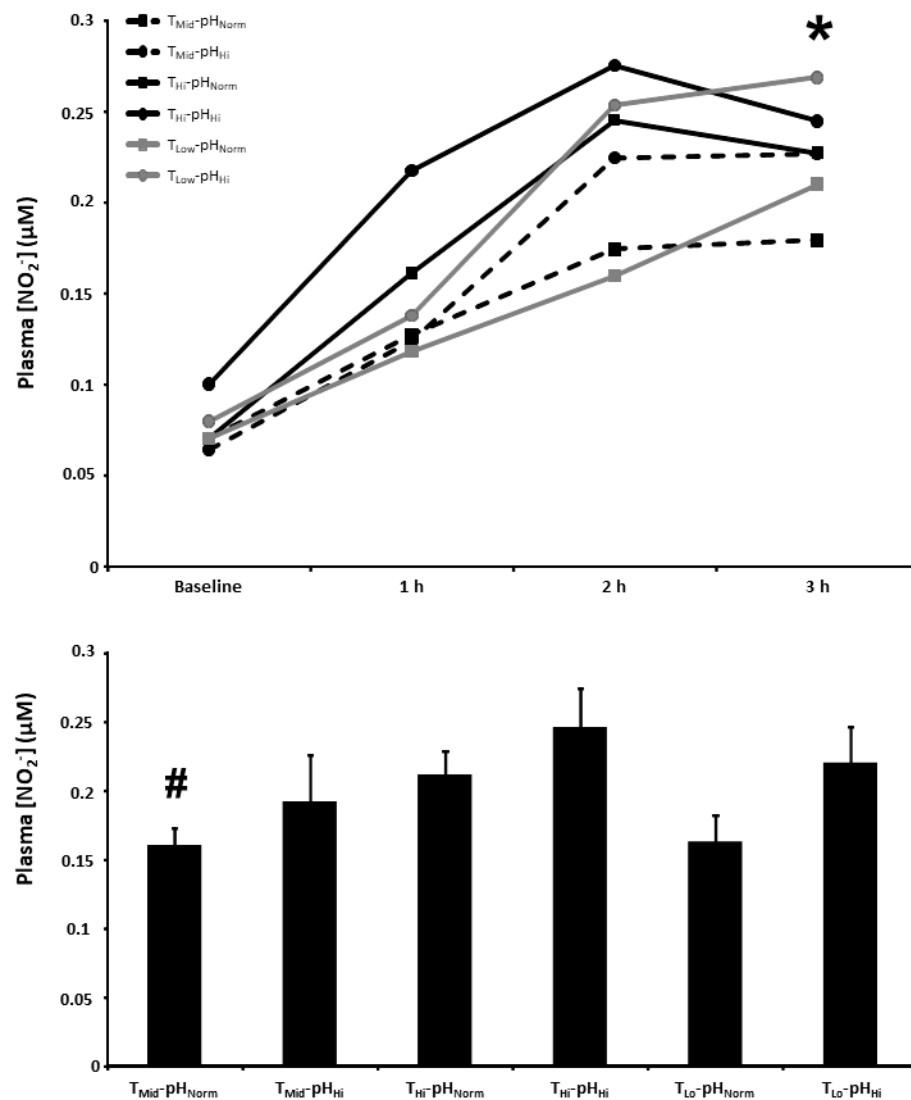 0.3
T_Mid-pH_Norm
T_Mid-pH_Hi
T_Hi-pH_Norm
T_Hi-pH_Hi
T_Low-pH_Norm
T_Low-pH_Hi
*
0.25
0.2
0.15
0.1
0.05
0
Plasma [NO₂⁻] (µM)
Baseline 1 h 2 h 3 h
0.3
0.25
0.2
0.15
0.1
0.05
0
Plasma [NO₂⁻] (µM)
#
T_Mid-pH_Norm T_Mid-pH_Hi T_Hi-pH_Norm T_Hi-pH_Hi T_Lo-pH_Norm T_Lo-pH_Hi